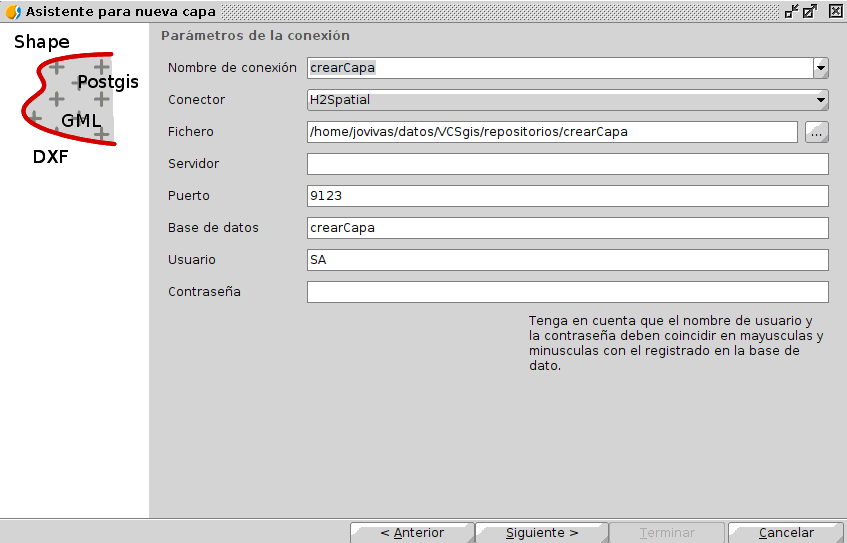 Asistente para nueva capa
Shape
Postgis
GML
DXF
Parámetros de la conexión
Nombre de conexión crearCapa
Conector H2Spatial
Fichero /home/jovivas/datos/VCSgis/repositorios/crearCapa ...
Servidor
Puerto 9123
Base de datos crearCapa
Usuario SA
Contraseña
Tenga en cuenta que el nombre de usuario y
la contraseña deben coincidir en mayusculas y
minusculas con el registrado en la base de
dato.
< Anterior Siguiente > Terminar Cancelar